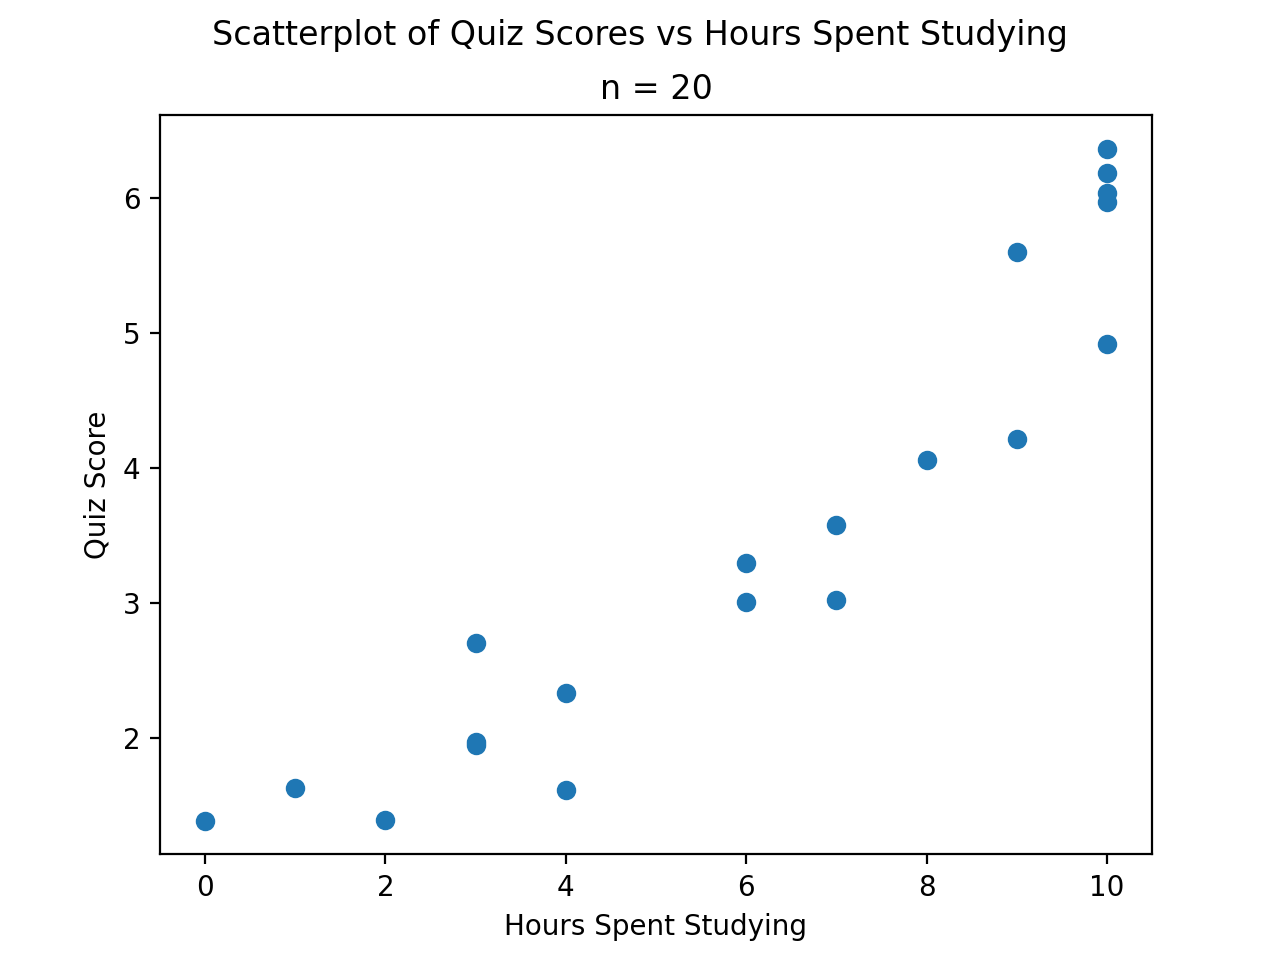 Scatterplot of Quiz Scores vs Hours Spent Studying
n = 20
6
5
4
3
2
Quiz Score
0 2 4 6 8 10
Hours Spent Studying